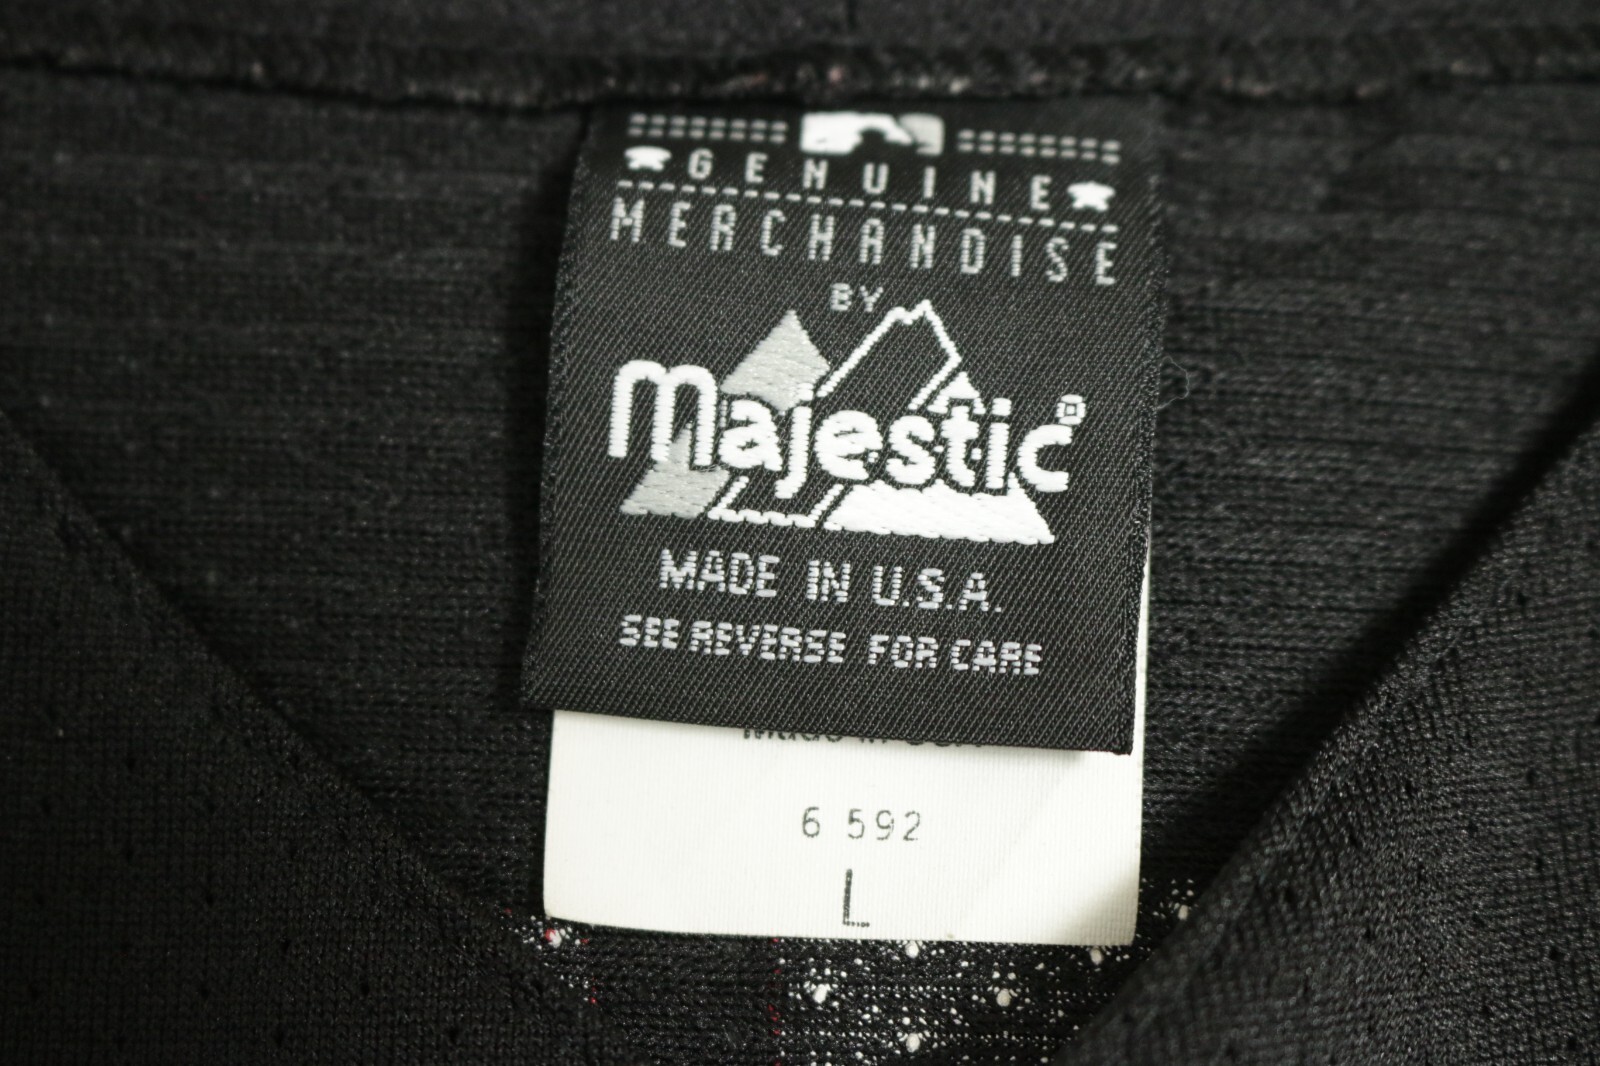 GENUINE
MERCHANDISE
BY
Majestic®
MADE IN U.S.A.
SEE REVERSE FOR CARE
6 592
L